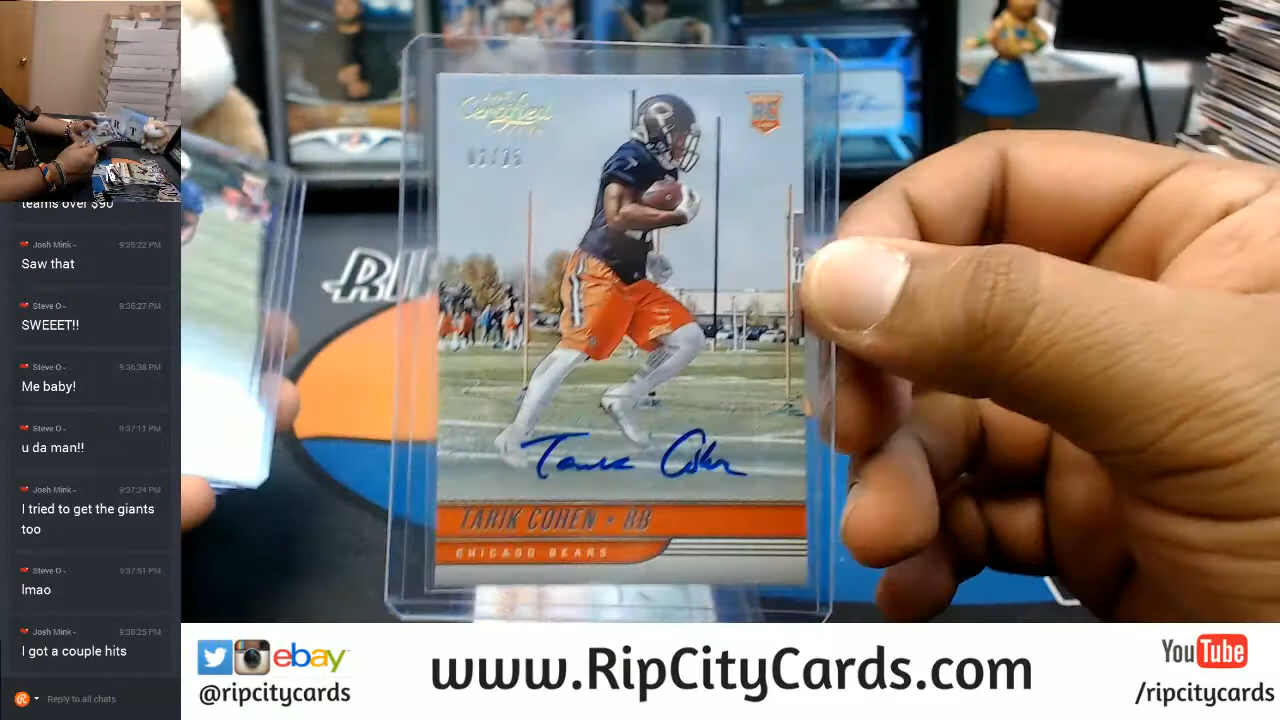 teams over $90
Josh Mink - 9:35:22 PM
Saw that
Steve O - 9:36:27 PM
SWEEET!!
Steve O - 9:36:38 PM
Me baby!
Steve O - 9:37:11 PM
u da man!!
Josh Mink - 9:37:24 PM
I tried to get the giants
too
Steve O - 9:37:51 PM
lmao
Josh Mink - 9:38:25 PM
I got a couple hits
Reply to all chats
Certified
RC
Tarik Cohen
TARIK COHEN • RB
CHICAGO BEARS
ebay
@ripcitycards
www.RipCityCards.com
YouTube
/ripcitycards